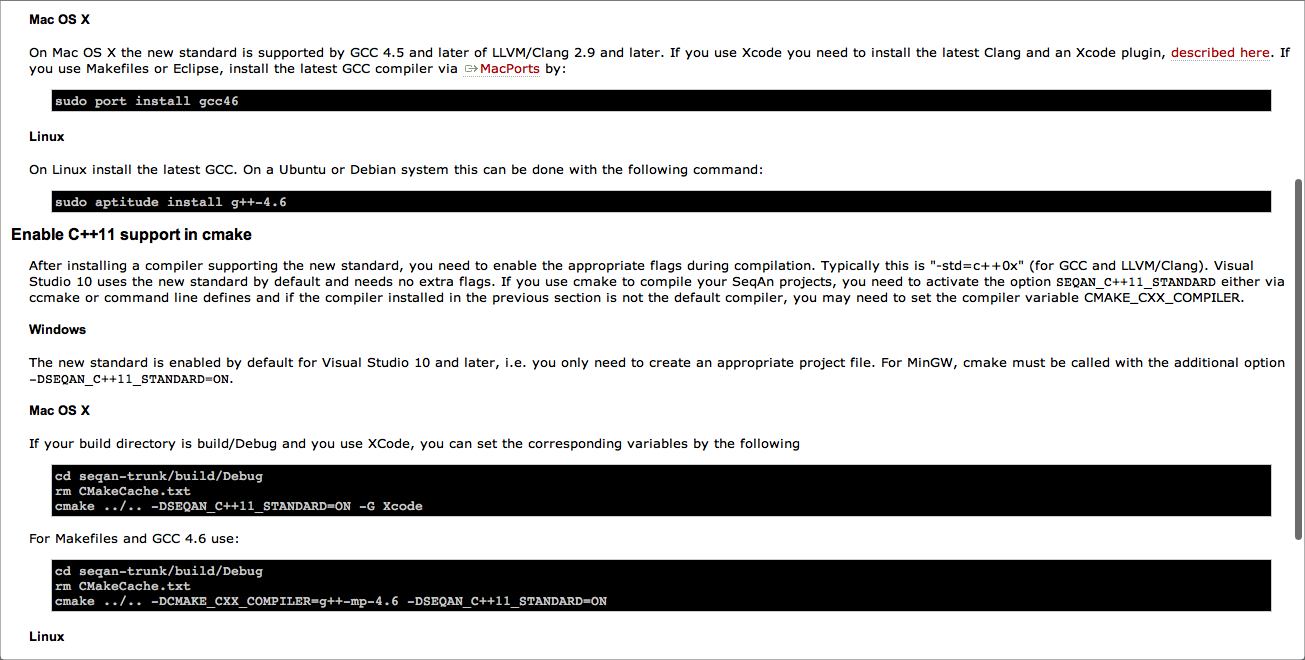 Mac OS X
On Mac OS X the new standard is supported by GCC 4.5 and later of LLVM/Clang 2.9 and later. If you use Xcode you need to install the latest Clang and an Xcode plugin, described here. If
you use Makefiles or Eclipse, install the latest GCC compiler via MacPorts by:
sudo port install gcc46
Linux
On Linux install the latest GCC. On a Ubuntu or Debian system this can be done with the following command:
sudo aptitude install g++-4.6
Enable C++11 support in cmake
After installing a compiler supporting the new standard, you need to enable the appropriate flags during compilation. Typically this is "-std=c++0x" (for GCC and LLVM/Clang). Visual
Studio 10 uses the new standard by default and needs no extra flags. If you use cmake to compile your SeqAn projects, you need to activate the option SEQAN_C++11_STANDARD either via
ccmake or command line defines and if the compiler installed in the previous section is not the default compiler, you may need to set the compiler variable CMAKE_CXX_COMPILER.
Windows
The new standard is enabled by default for Visual Studio 10 and later, i.e. you only need to create an appropriate project file. For MinGW, cmake must be called with the additional option
-DSEQAN_C++11_STANDARD=ON.
Mac OS X
If your build directory is build/Debug and you use XCode, you can set the corresponding variables by the following
cd seqan-trunk/build/Debug
rm CMakeCache.txt
cmake ../.. -DSEQAN_C++11_STANDARD=ON -G Xcode
For Makefiles and GCC 4.6 use:
cd seqan-trunk/build/Debug
rm CMakeCache.txt
cmake ../.. -DCMAKE_CXX_COMPILER=g++-mp-4.6 -DSEQAN_C++11_STANDARD=ON
Linux